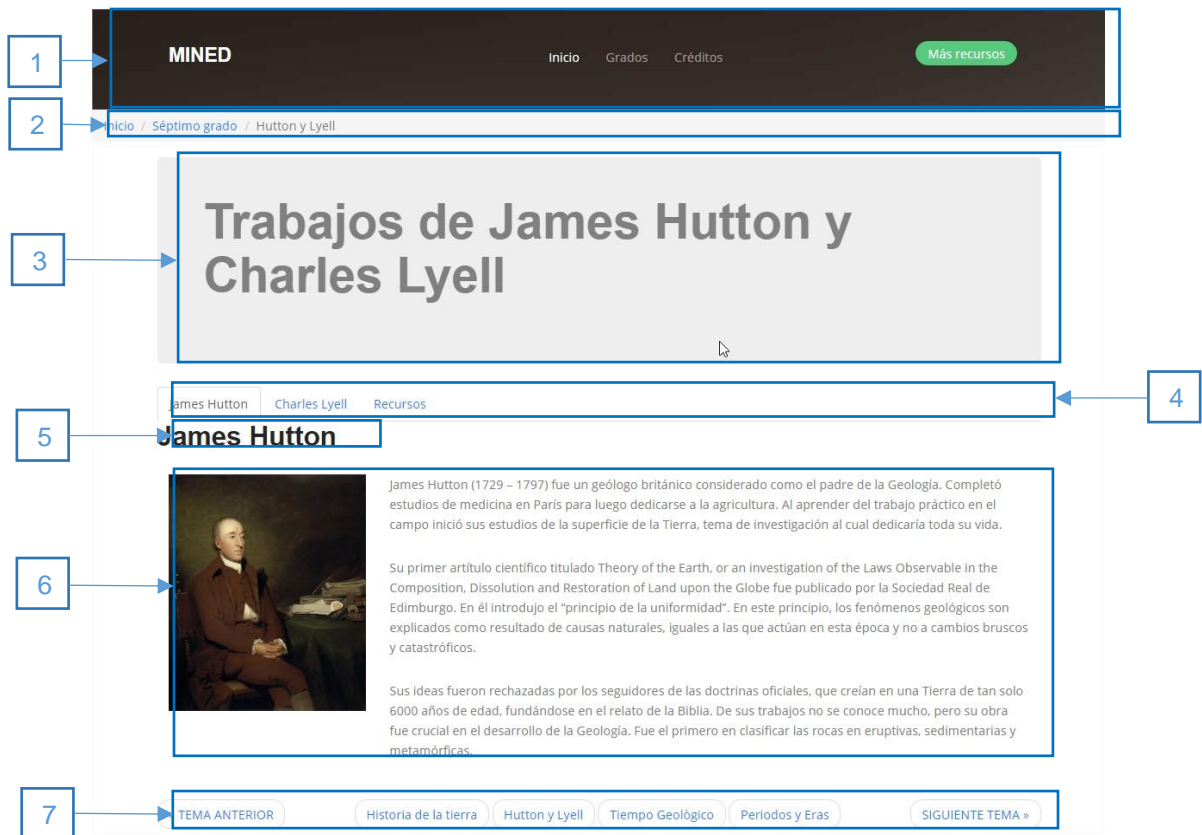 1
MINED
Inicio
Grados
Créditos
Más recursos
2
Inicio / Séptimo grado / Hutton y Lyell
3
Trabajos de James Hutton y
Charles Lyell
James Hutton
Charles Lyell
Recursos
4
5
James Hutton
6
James Hutton (1729 – 1797) fue un geólogo británico considerado como el padre de la Geología. Completó
estudios de medicina en París para luego dedicarse a la agricultura. Al aprender del trabajo práctico en el
campo inició sus estudios de la superficie de la Tierra, tema de investigación al cual dedicaría toda su vida.
Su primer artítulo científico titulado Theory of the Earth, or an investigation of the Laws Observable in the
Composition, Dissolution and Restoration of Land upon the Globe fue publicado por la Sociedad Real de
Edimburgo. En él introdujo el “principio de la uniformidad”. En este principio, los fenómenos geológicos son
explicados como resultado de causas naturales, iguales a las que actúan en esta época y no a cambios bruscos
y catastróficos.
Sus ideas fueron rechazadas por los seguidores de las doctrinas oficiales, que creían en una Tierra de tan solo
6000 años de edad, fundándose en el relato de la Biblia. De sus trabajos no se conoce mucho, pero su obra
fue crucial en el desarrollo de la Geología. Fue el primero en clasificar las rocas en eruptivas, sedimentarias y
metamórficas.
7
TEMA ANTERIOR
Historia de la tierra
Hutton y Lyell
Tiempo Geològico
Periodos y Eras
SIGUIENTE TEMA »